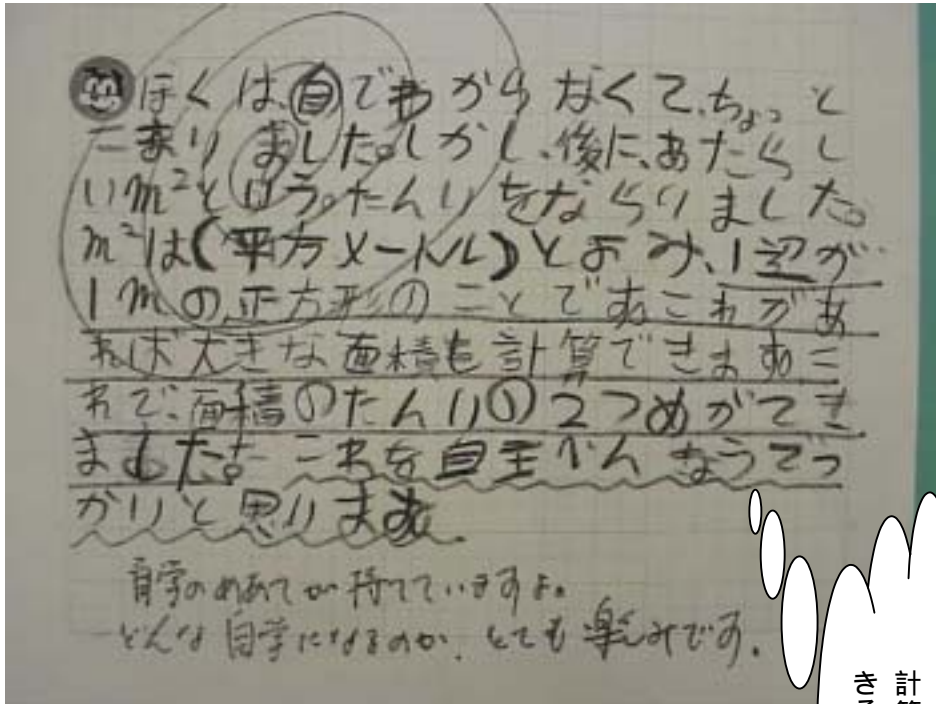 ぼくは、自でわからなくて、ちょっと
こまりました。しかし、後に、あたらし
いm²という。たんいをならいました。
m²は(平方メートル)とよみ、1辺が
1mの正方形のことです。これがあ
れば大きな面積も計算できます。こ
れで、面積のたんいの2つめができ
ました。これを自主べんきょうでつ
かいと思います。
自学のめあてが持てていますよ。
どんな自学になるのか、とても楽しみです。